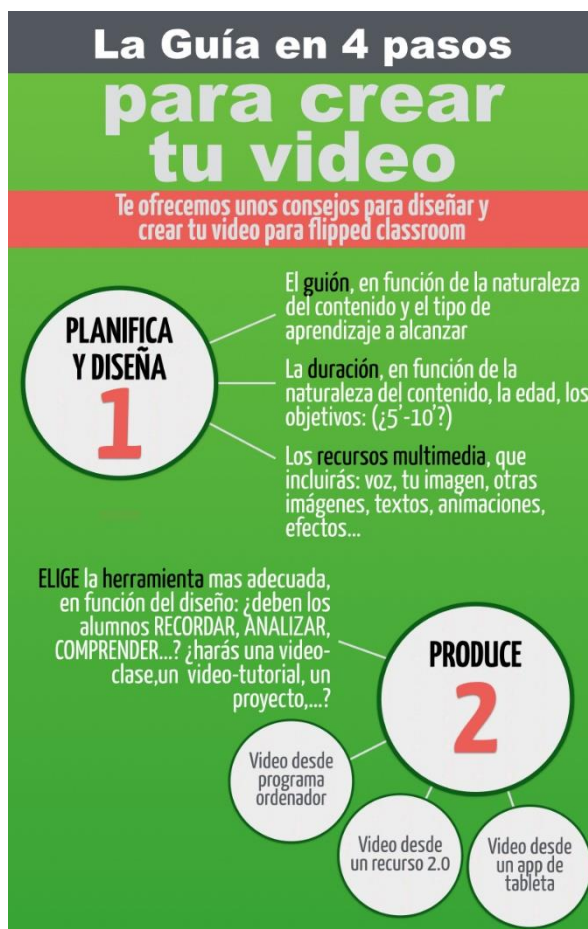 La Guía en 4 pasos
para crear
tu video
Te ofrecemos unos consejos para diseñar y
crear tu video para flipped classroom
PLANIFICA
Y DISEÑA
1
El guión, en función de la naturaleza
del contenido y el tipo de
aprendizaje a alcanzar
La duración, en función de la
naturaleza del contenido, la edad, los
objetivos: (¿5'-10'?)
Los recursos multimedia, que
incluirás: voz, tu imagen, otras
imágenes, textos, animaciones,
efectos...
ELIGE la herramienta mas adecuada,
en función del diseño: ¿deben los
alumnos RECORDAR, ANALIZAR,
COMPRENDER...? ¿harás una video-
clase,un video-tutorial, un
proyecto,...?
PRODUCE
2
Video desde
programa
ordenador
Video desde
un recurso 2.0
Video desde
un app de
tableta